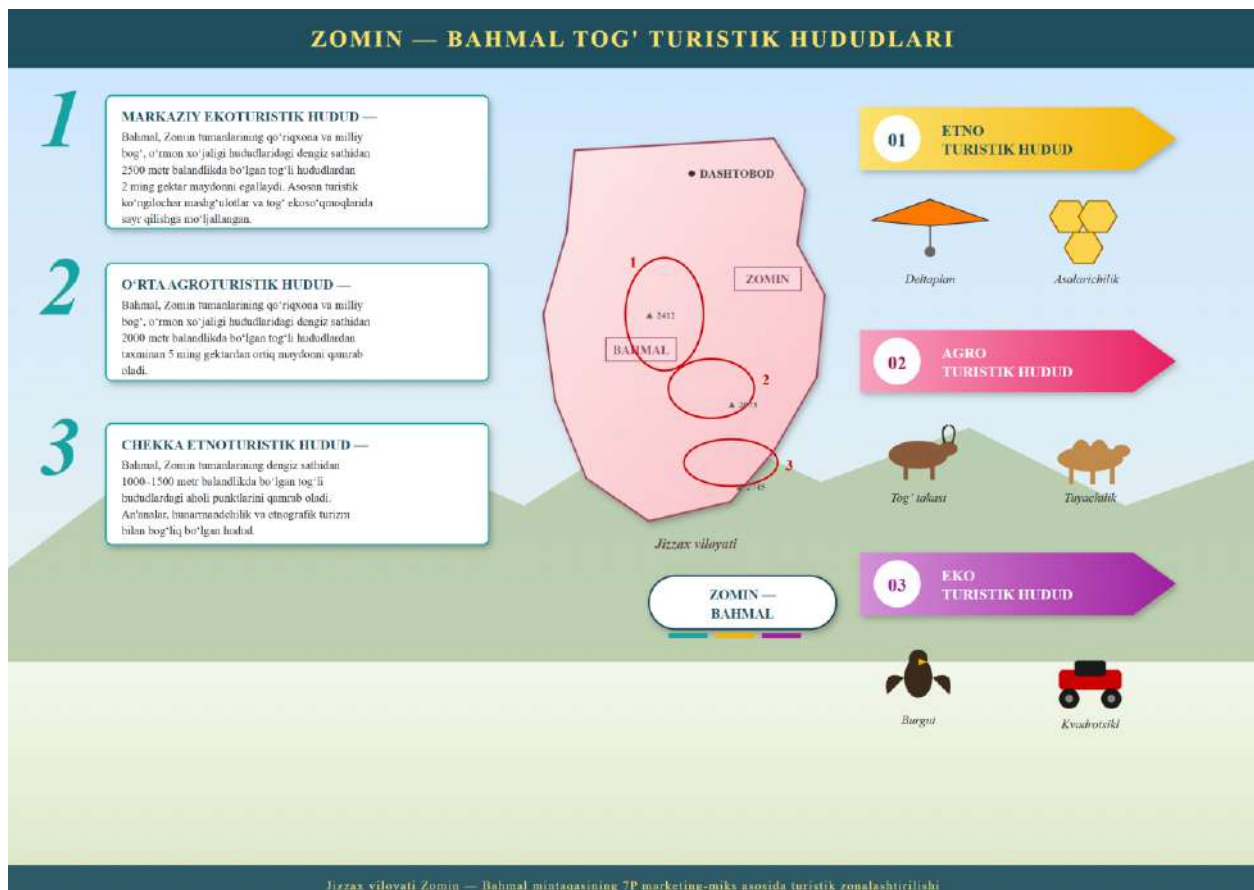 ZOMIN — BAHMAL TOG' TURISTIK HUDUDLARI
1
MARKAZIY EKOTURISTIK HUDUD —
Bahmal, Zomin tumanlarining qo‘riqxona va milliy
bog‘, o‘rmon xo‘jaligi hududlaridagi dengiz sathidan
2500 metr balandlikda bo‘lgan tog‘li hududlardan
2 ming gektar maydonni egallaydi. Asosan turistik
ko‘ngilochar mashg‘ulotlar va tog‘ ekoso‘qmoqlarida
sayr qilishga mo‘ljallangan.
2
O‘RTA AGROTURISTIK HUDUD —
Bahmal, Zomin tumanlarining qo‘riqxona va milliy
bog‘, o‘rmon xo‘jaligi hududlaridagi dengiz sathidan
2000 metr balandlikda bo‘lgan tog‘li hududlardan
taxminan 5 ming gektardan ortiq maydonni qamrab
oladi.
3
CHEKKA ETNOTURISTIK HUDUD —
Bahmal, Zomin tumanlarining dengiz sathidan
1000–1500 metr balandlikda bo‘lgan tog‘li
hududlardagi aholi punktlarini qamrab oladi.
An'analar, hunarmandchilik va etnografik turizm
bilan bog‘liq bo‘lgan hudud.
● DASHTOBOD
1
ZOMIN
▲ 2412
BAHMAL
2
3
Jizzax viloyati
ZOMIN —
BAHMAL
01
ETNO
TURISTIK HUDUD
Deltaplan
Asalarichilik
02
AGRO
TURISTIK HUDUD
Tog' takasi
Tuyachilik
03
EKO
TURISTIK HUDUD
Burgut
Kvadrotsikl
Jizzax viloyati Zomin — Bahmal mintaqasining 7P marketing-miks asosida turistik zonalashtirilishi